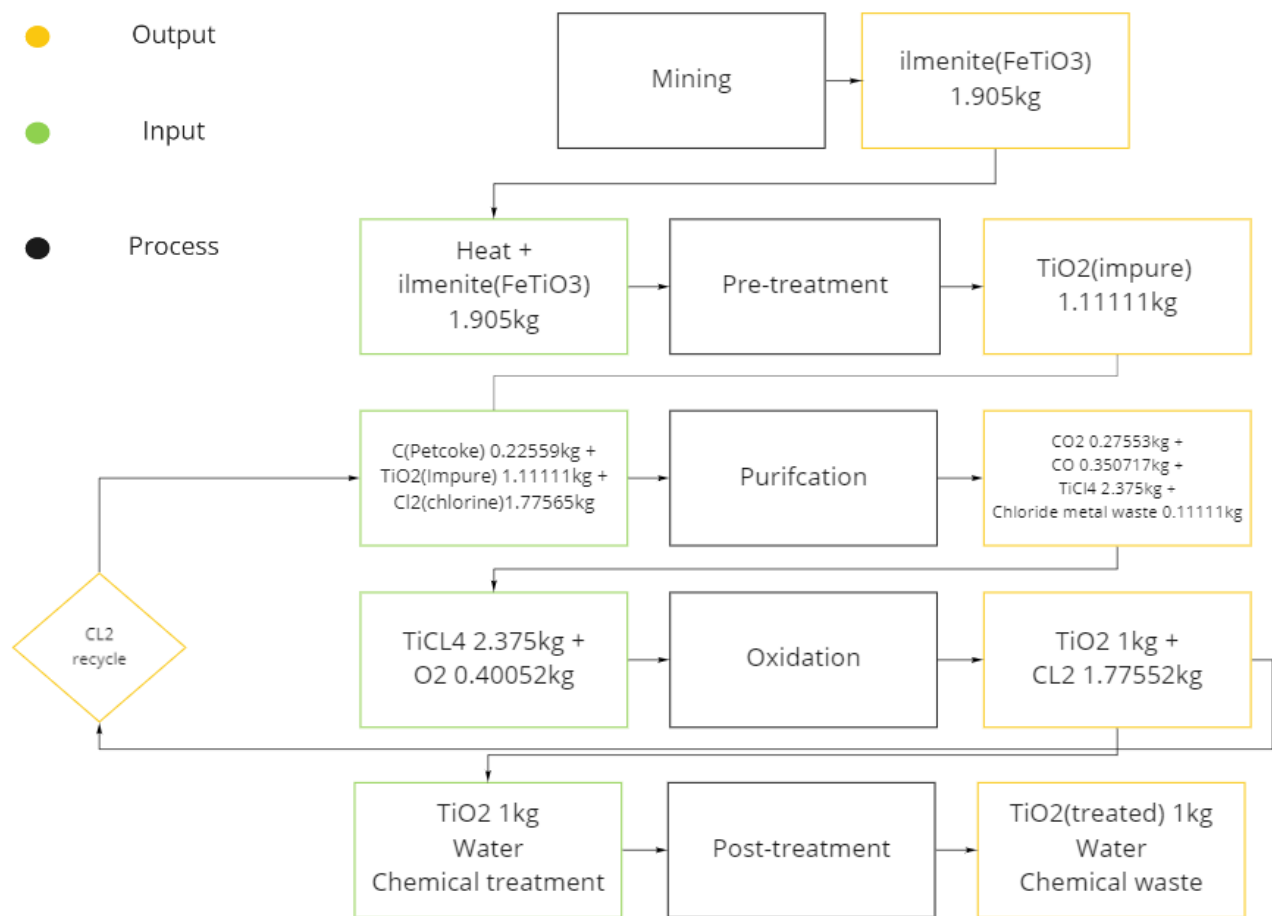 Output
Input
Process
Mining
ilmenite(FeTiO3)
1.905kg
Heat +
ilmenite(FeTiO3)
1.905kg
Pre-treatment
TiO2(impure)
1.11111kg
C(Petcoke) 0.22559kg +
TiO2(Impure) 1.11111kg +
Cl2(chlorine)1.77565kg
Purifcation
CO2 0.27553kg +
CO 0.350717kg +
TiCl4 2.375kg +
Chloride metal waste 0.11111kg
CL2
recycle
TiCL4 2.375kg +
O2 0.40052kg
Oxidation
TiO2 1kg +
CL2 1.77552kg
TiO2 1kg
Water
Chemical treatment
Post-treatment
TiO2(treated) 1kg
Water
Chemical waste